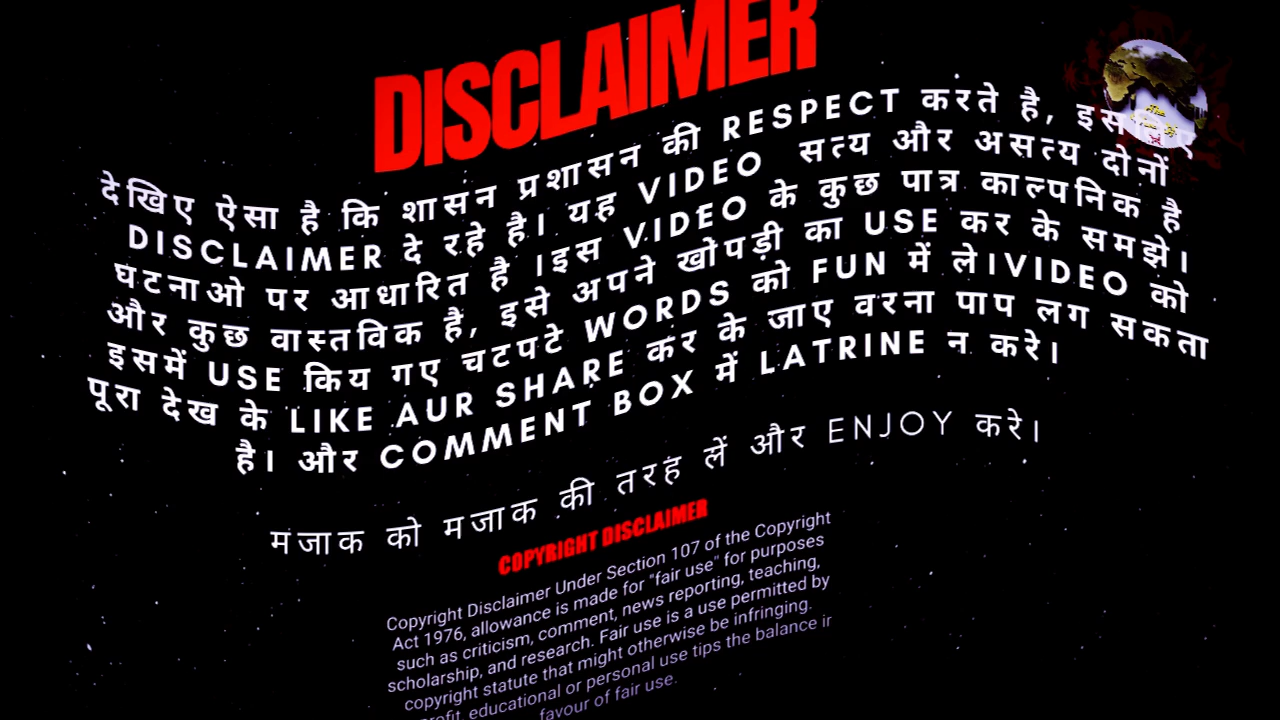 DISCLAIMER
देखिए ऐसा है कि शासन प्रशासन की RESPECT करते है,
DISCLAIMER दे रहे है। यह VIDEO सत्य और असत्य दोनों
घटनाओ पर आधारित है ।इस VIDEO के कुछ पात्र काल्पनिक है
और कुछ वास्तविक है, इसे अपने खोपड़ी का USE कर के समझे।
इसमें USE किय गए चटपटे WORDS को FUN में ले।VIDEO को
पूरा देख के LIKE AUR SHARE कर के जाए वरना पाप लग सकता
है। और COMMENT BOX में LATRINE न करे।
मजाक को मजाक की तरह लें और ENJOY करे।
COPYRIGHT DISCLAIMER
Copyright Disclaimer Under Section 107 of the Copyright
Act 1976, allowance is made for "fair use" for purposes
such as criticism, comment, news reporting, teaching,
scholarship, and research. Fair use is a use permitted by
copyright statute that might otherwise be infringing.
educational or personal use tips the balance
favour of fair use.